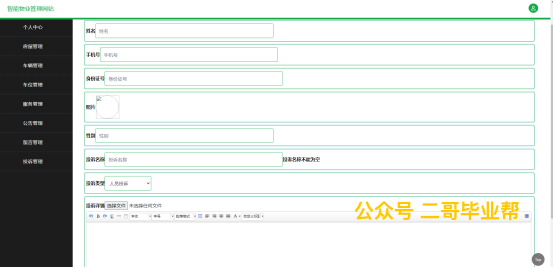 智能物业管理网站
个人中心
房屋管理
车辆管理
车位管理
服务管理
公告管理
留言管理
投诉管理
姓名 姓名
手机号 手机号
身份证号 身份证号
照片
性别 性别
投诉名称 投诉名称 投诉名称不能为空
投诉类型 人员投诉
投诉详情 选择文件 未选择任何文件
公众号 二哥毕业帮
Top